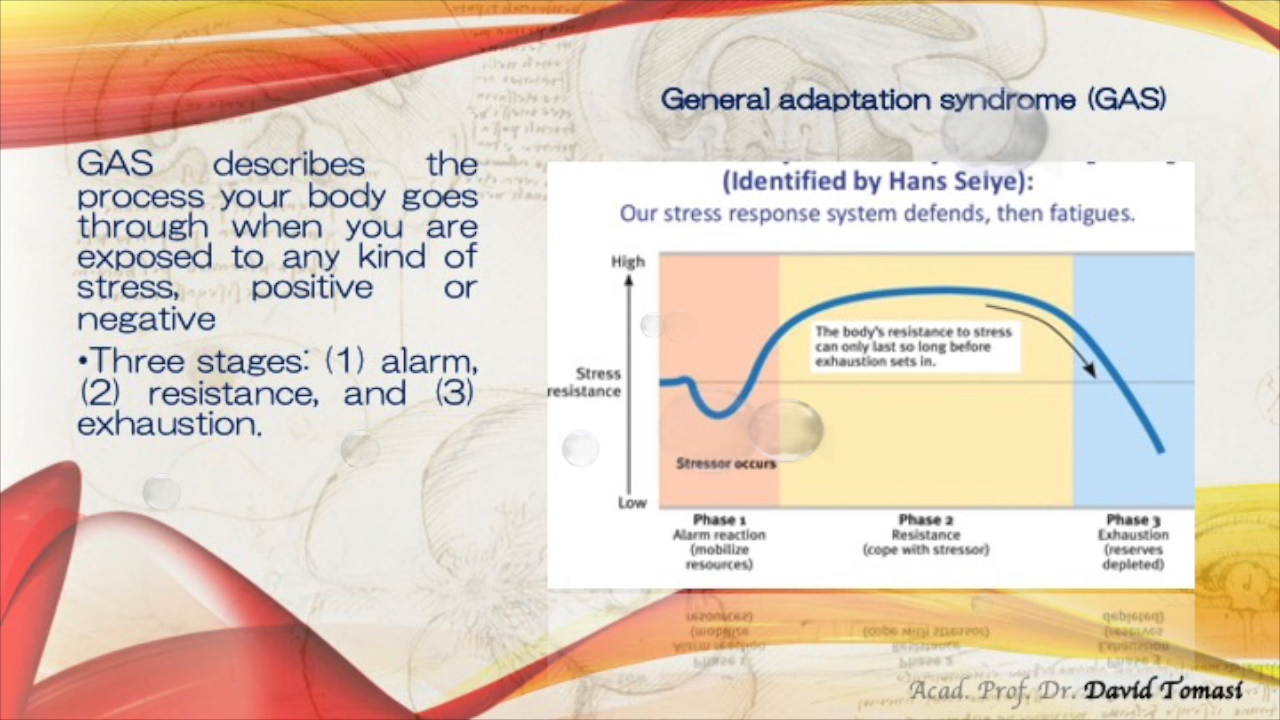 General adaptation syndrome (GAS)
GAS describes the
process your body goes
through when you are
exposed to any kind of
stress, positive or
negative
•Three stages: (1) alarm,
(2) resistance, and (3)
exhaustion.
(Identified by Hans Selye):
Our stress response system defends, then fatigues.
High
The body's resistance to stress
can only last so long before
exhaustion sets in.
Stress
resistance
Stressor occurs
Low
Phase 1
Alarm reaction
(mobilize
resources)
Phase 2
Resistance
(cope with stressor)
Phase 3
Exhaustion
(reserves
depleted)
Acad. Prof. Dr. David Tomasi